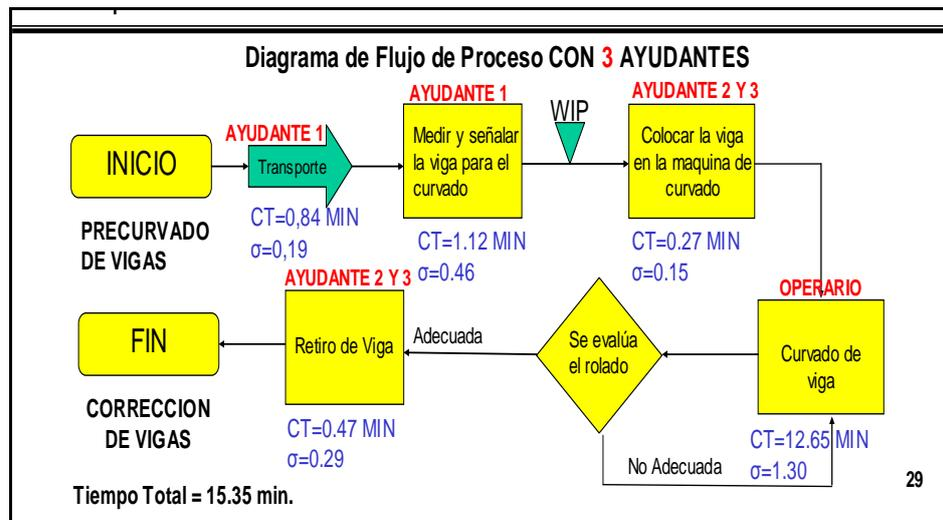 Diagrama de Flujo de Proceso CON 3 AYUDANTES
INICIO
PRECURVADO
DE VIGAS
AYUDANTE 1
Transporte
CT=0,84 MIN
σ=0,19
AYUDANTE 1
Medir y señalar
la viga para el
curvado
CT=1.12 MIN
σ=0.46
WIP
AYUDANTE 2 Y 3
Colocar la viga
en la maquina de
curvado
CT=0.27 MIN
σ=0.15
OPERARIO
Curvado de
viga
CT=12.65 MIN
σ=1.30
Se evalúa
el rolado
No Adecuada
Adecuada
AYUDANTE 2 Y 3
Retiro de Viga
CT=0.47 MIN
σ=0.29
FIN
CORRECCION
DE VIGAS
Tiempo Total = 15.35 min.
29